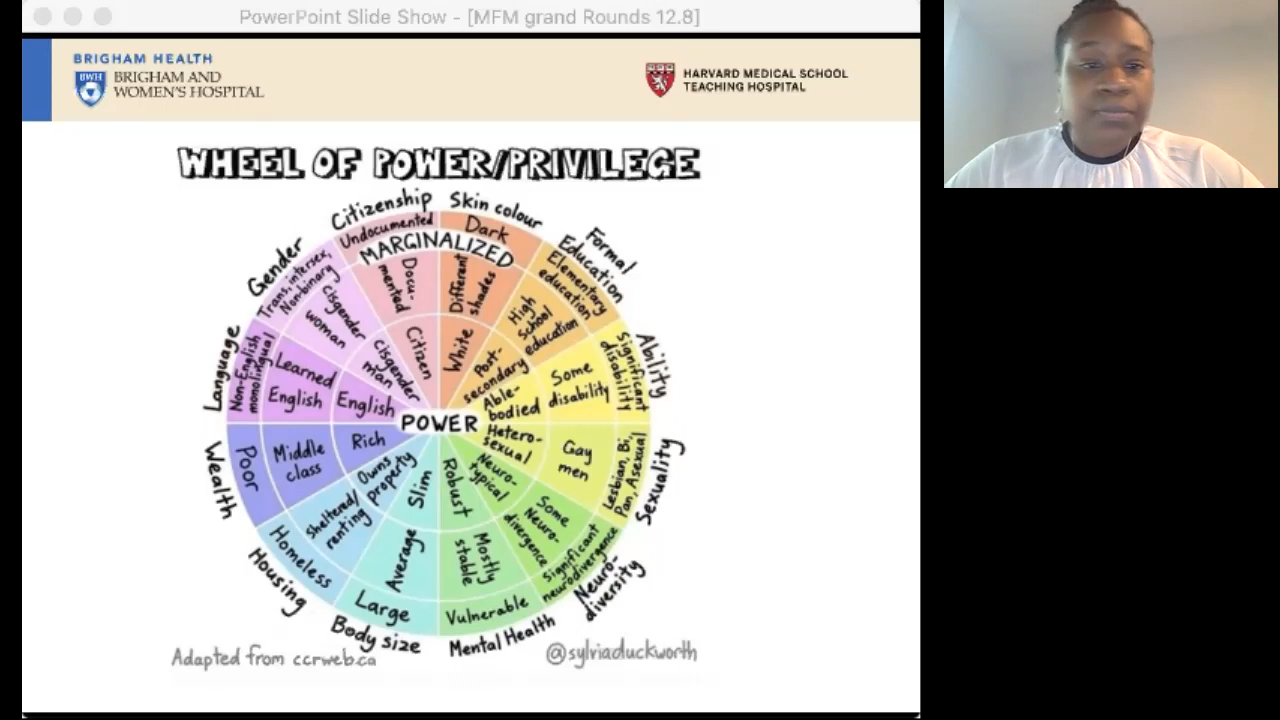 PowerPoint Slide Show - [MFM grand Rounds 12.8]
BRIGHAM HEALTH
BWH
BRIGHAM AND
WOMEN'S HOSPITAL
HARVARD MEDICAL SCHOOL
TEACHING HOSPITAL
WHEEL OF POWER/PRIVILEGE
Citizenship
Undocumented
Docu-
mented
Citizen
Skin colour
Dark
Different
shades
White
MARGINALIZED
Formal
Education
Elementary
education
High
school
education
Post-
secondary
Ability
Significant
disability
Some
disability
Able-
bodied
Sexuality
Lesbian, Bi,
Pan, Asexual
Gay
men
Hetero-
sexual
Neuro-
diversity
Significant
neurodivergence
Some
Neuro-
divergence
Neuro-
typical
Mental Health
Vulnerable
Mostly
stable
Robust
Body size
Large
Average
Slim
Housing
Homeless
Sheltered/
renting
Owns
property
Wealth
Poor
Middle
class
Rich
Language
Non-English
monolingual
Learned
English
English
Gender
Trans, intersex,
Non-binary
cisgender
woman
cisgender
man
POWER
Adapted from ccrweb.ca
@sylviaduckworth